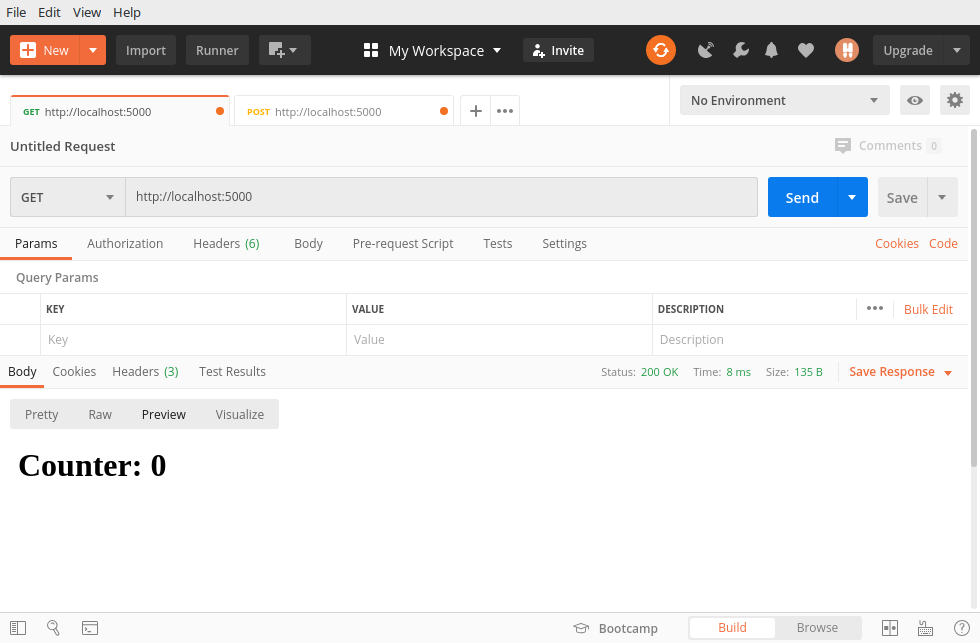 File Edit View Help
New Import Runner My Workspace Invite Upgrade
GET http://localhost:5000 POST http://localhost:5000 No Environment
Untitled Request Comments 0
GET http://localhost:5000 Send Save
Params Authorization Headers (6) Body Pre-request Script Tests Settings Cookies Code
Query Params
KEY VALUE DESCRIPTION Bulk Edit
Key Value Description
Body Cookies Headers (3) Test Results Status: 200 OK Time: 8 ms Size: 135 B Save Response
Pretty Raw Preview Visualize
Counter: 0
Bootcamp Build Browse